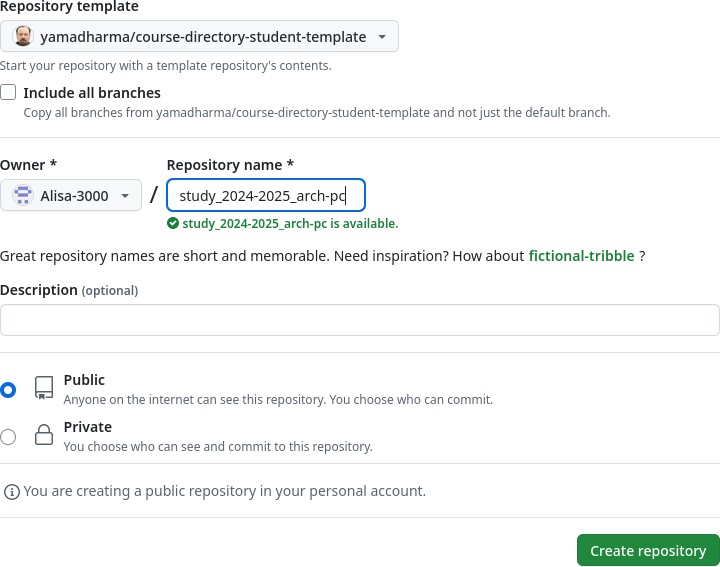 Repository template
yamadharma/course-directory-student-template
Start your repository with a template repository's contents.
Include all branches
Copy all branches from yamadharma/course-directory-student-template and not just the default branch.
Owner * Repository name *
Alisa-3000 / study_2024-2025_arch-pc
study_2024-2025_arch-pc is available.
Great repository names are short and memorable. Need inspiration? How about fictional-tribble ?
Description (optional)
Public
Anyone on the internet can see this repository. You choose who can commit.
Private
You choose who can see and commit to this repository.
You are creating a public repository in your personal account.
Create repository